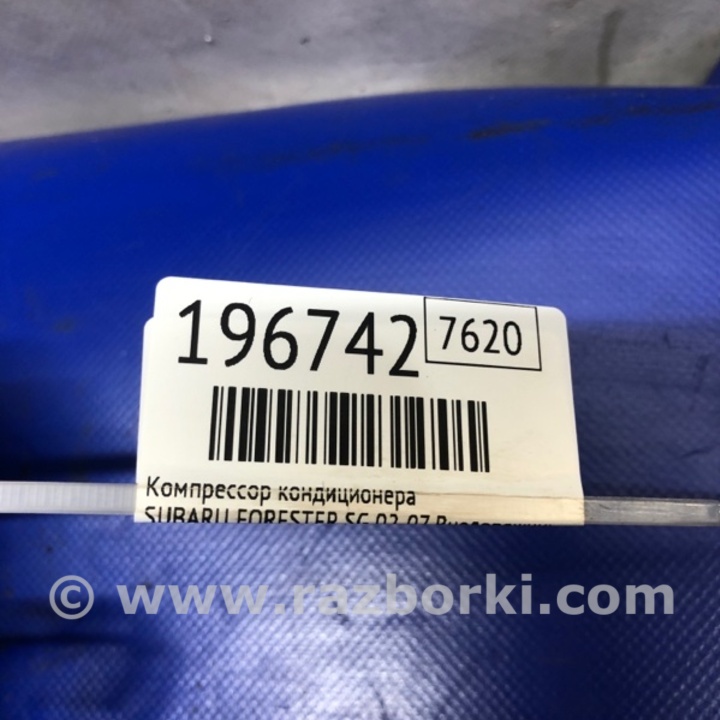 196742
7620
Компрессор кондиционера
SUBARU FORESTER SG 02-07
© www.razborki.com